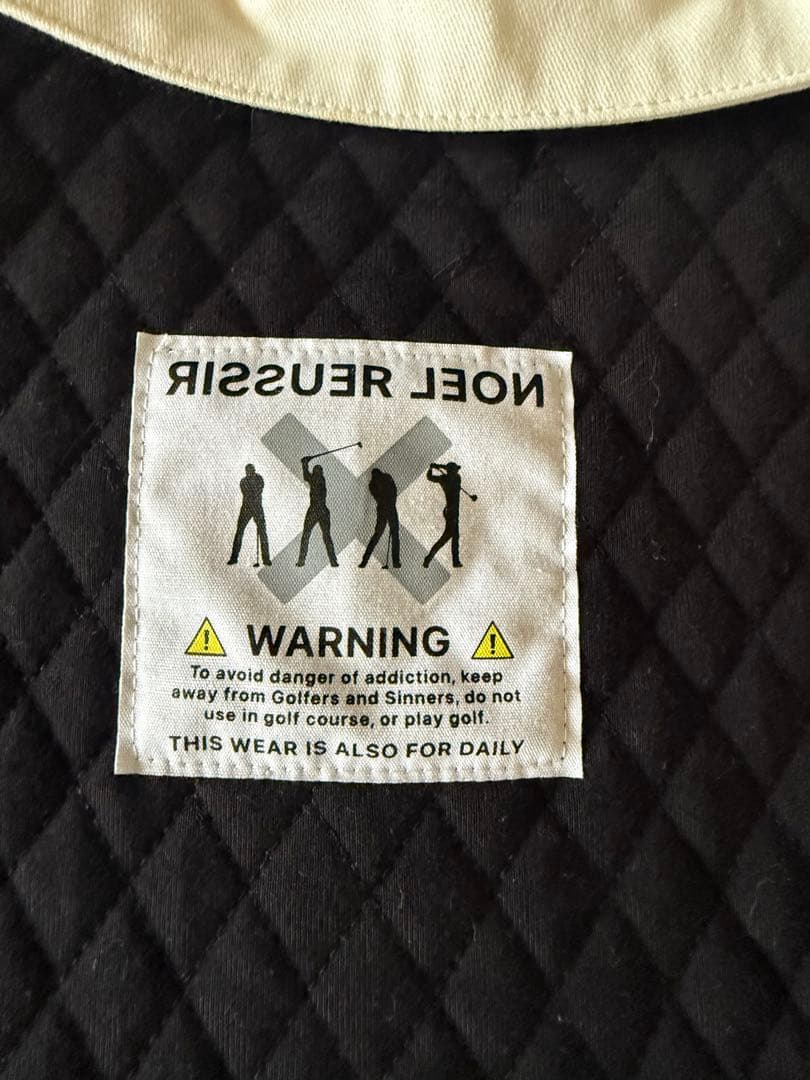 NOEL REUSSIR
WARNING
To avoid danger of addiction, keep
away from Golfers and Sinners, do not
use in golf course, or play golf.
THIS WEAR IS ALSO FOR DAILY